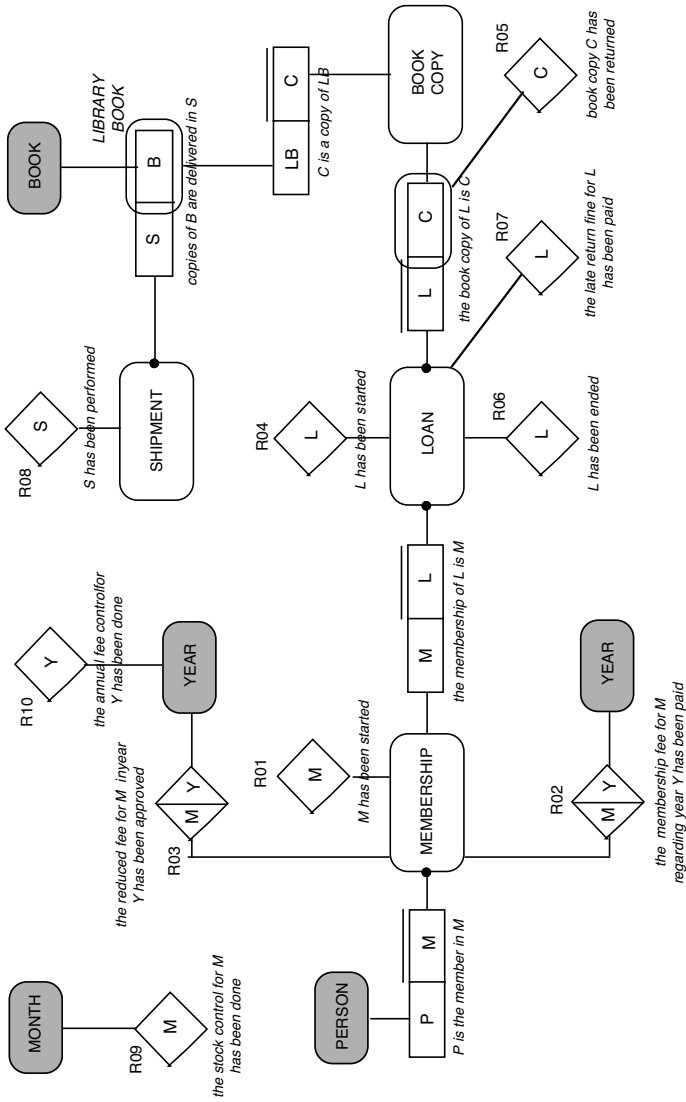 MONTH
R09
M
the stock control for M
has been done
PERSON
P
M
P is the member in M
the reduced fee for M inyear
Y has been approved
R03
M
Y
YEAR
R10
Y
the annual fee controlfor
Y has been done
R01
M
M has been started
MEMBERSHIP
R02
M
Y
YEAR
the membership fee for M
regarding year Y has been paid
M
L
the membership of L is M
R08
S
S has been performed
SHIPMENT
R04
L
L has been started
LOAN
R06
L
L has been ended
R07
L
the late return fine for L
has been paid
BOOK
LIBRARY
BOOK
S
B
copies of B are delivered in S
LB
C
C is a copy of LB
L
C
the book copy of L is C
BOOK
COPY
R05
C
book copy C has
been returned